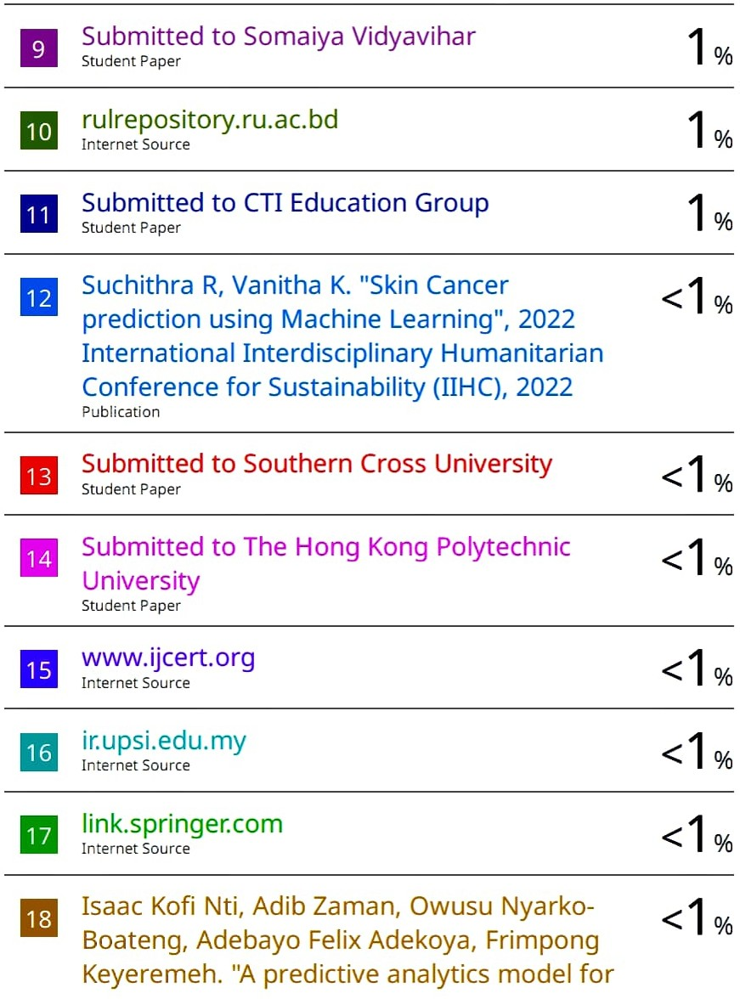 9
Submitted to Somaiya Vidyavihar
Student Paper
1 %
10
rulrepository.ru.ac.bd
Internet Source
1 %
11
Submitted to CTI Education Group
Student Paper
1 %
12
Suchithra R, Vanitha K. "Skin Cancer
prediction using Machine Learning", 2022
International Interdisciplinary Humanitarian
Conference for Sustainability (IIHC), 2022
Publication
<1 %
13
Submitted to Southern Cross University
Student Paper
<1 %
14
Submitted to The Hong Kong Polytechnic
University
Student Paper
<1 %
15
www.ijcert.org
Internet Source
<1 %
16
ir.upsi.edu.my
Internet Source
<1 %
17
link.springer.com
Internet Source
<1 %
18
Isaac Kofi Nti, Adib Zaman, Owusu Nyarko-
Boateng, Adebayo Felix Adekoya, Frimpong
Keyeremeh. "A predictive analytics model for
<1 %